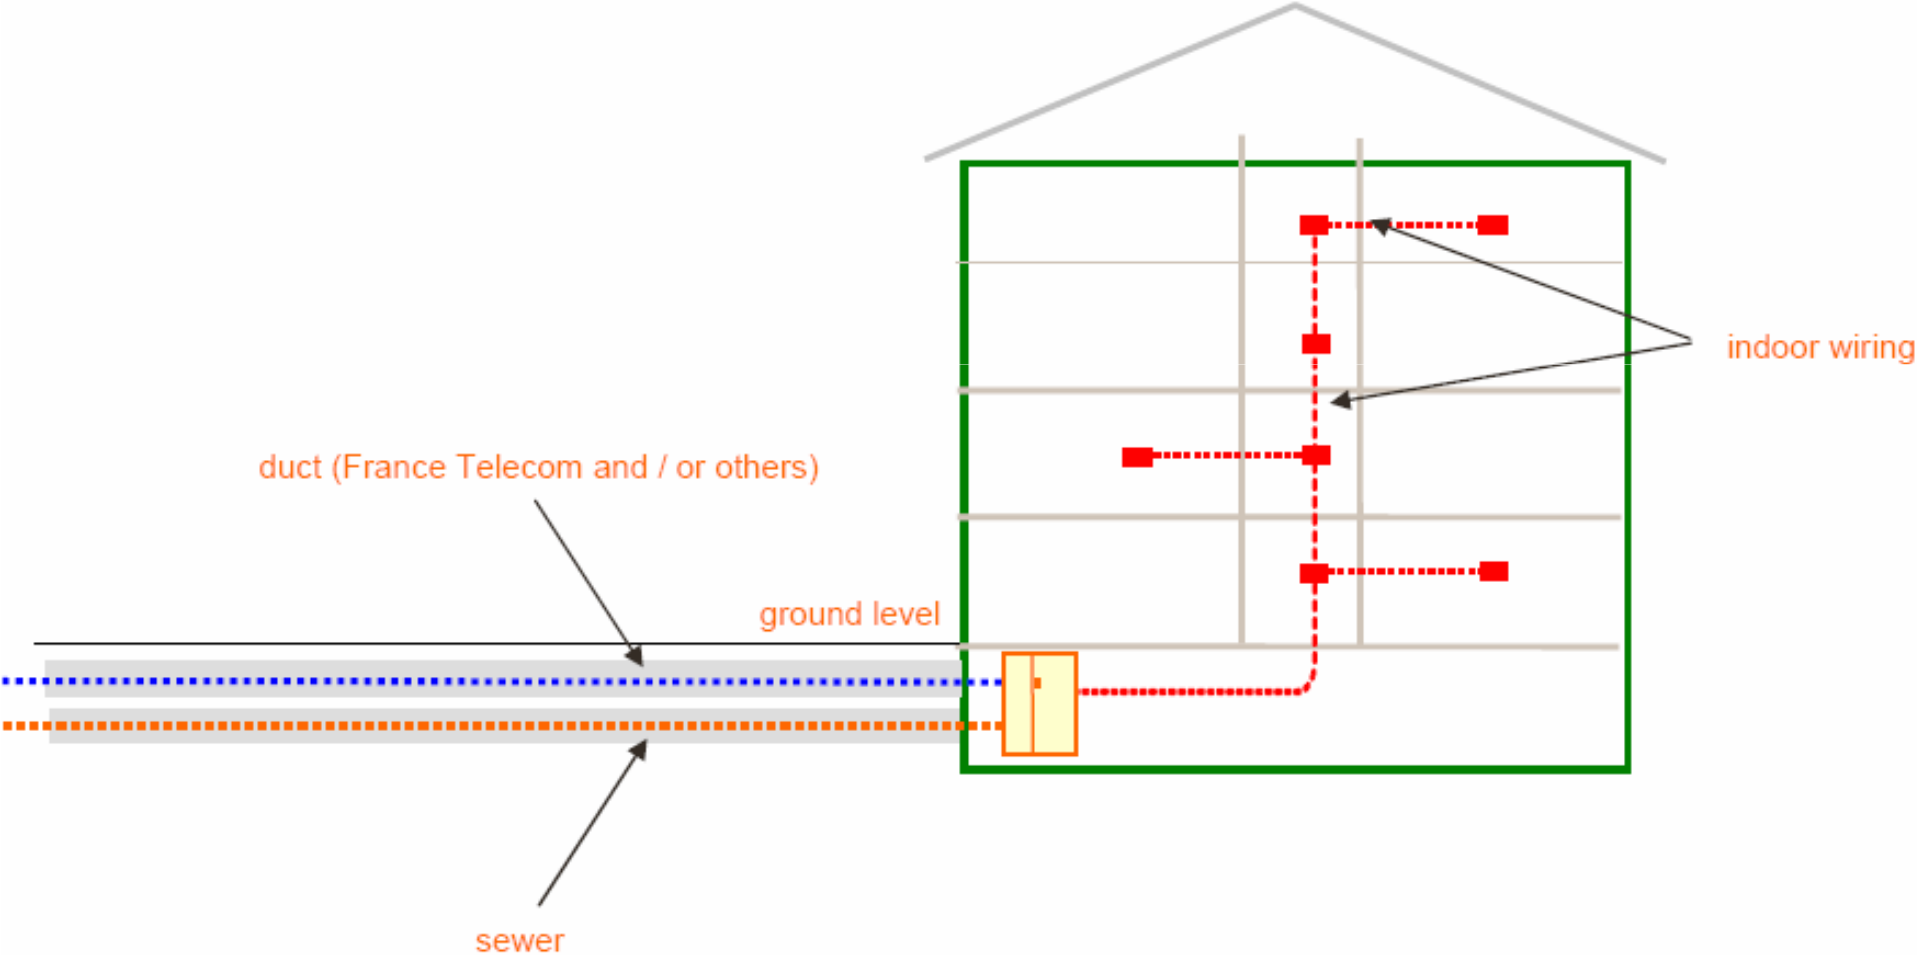 indoor wiring
duct (France Telecom and / or others)
ground level
sewer